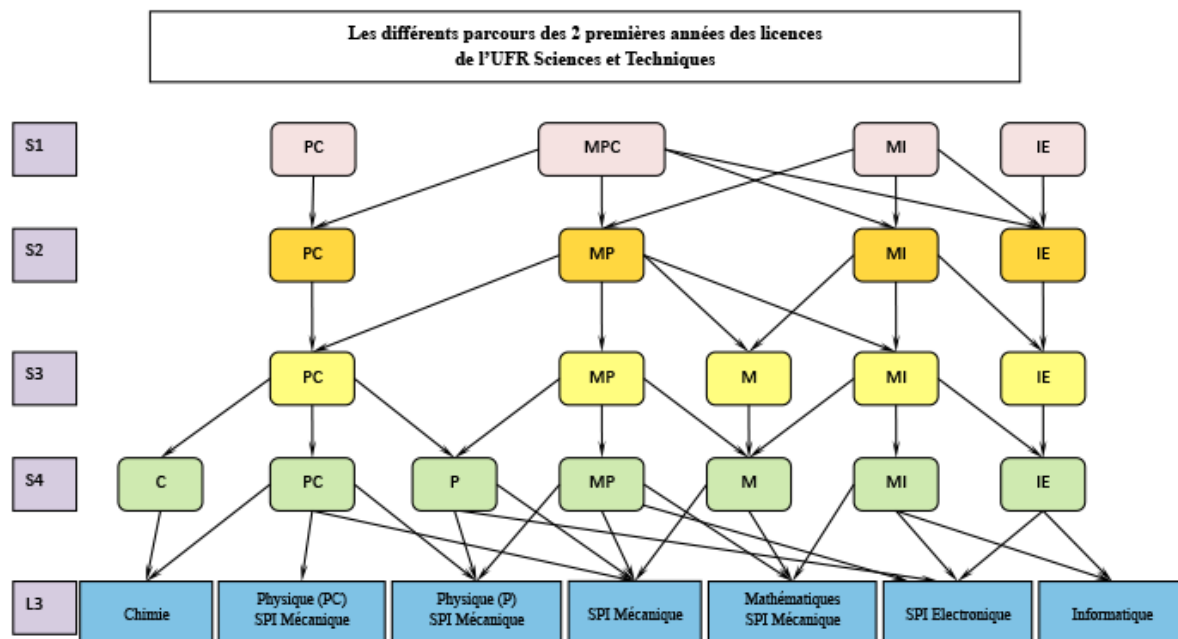 Les différents parcours des 2 premières années des licences
de l'UFR Sciences et Techniques
S1
PC
MPC
MI
IE
S2
PC
MP
MI
IE
S3
PC
MP
M
MI
IE
S4
C
PC
P
MP
M
MI
IE
L3
Chimie
Physique (PC)
SPI Mécanique
Physique (P)
SPI Mécanique
SPI Mécanique
Mathématiques
SPI Mécanique
SPI Electronique
Informatique